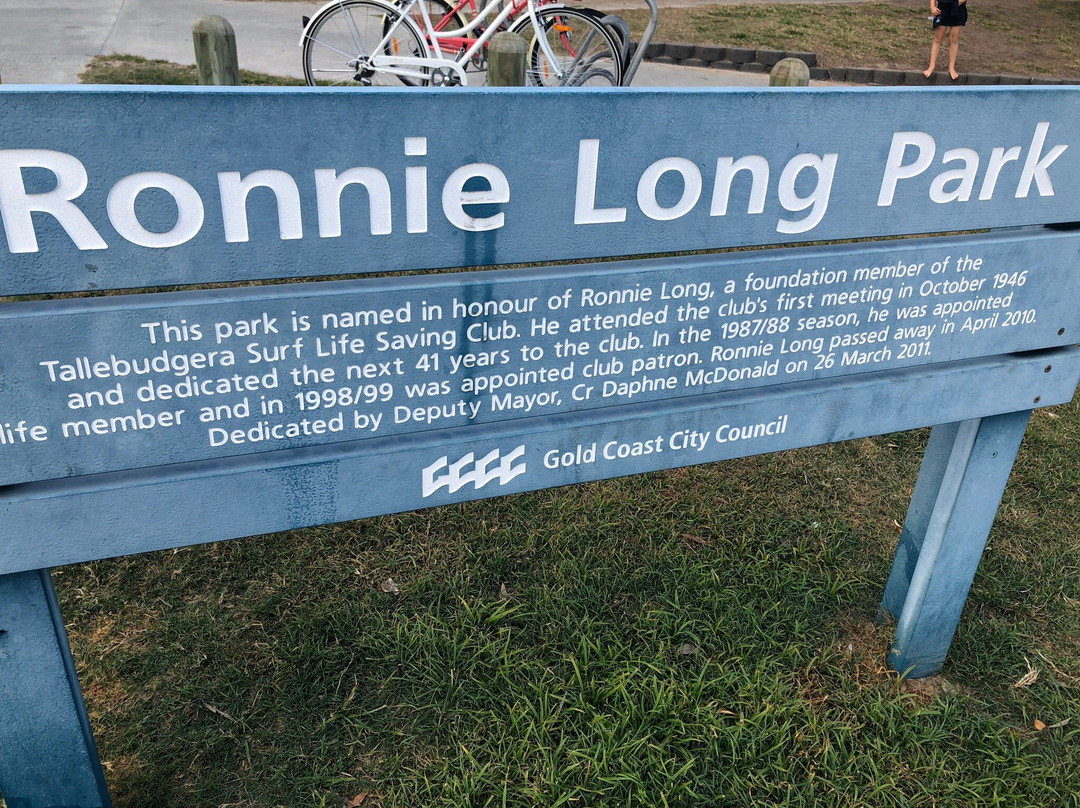 Ronnie Long Park
This park is named in honour of Ronnie Long, a foundation member of the
Tallebudgera Surf Life Saving Club. He attended the club's first meeting in October 1946
and dedicated the next 41 years to the club. In the 1987/88 season, he was appointed
life member and in 1998/99 was appointed club patron. Ronnie Long passed away in April 2010.
Dedicated by Deputy Mayor, Cr Daphne McDonald on 26 March 2011.
Gold Coast City Council